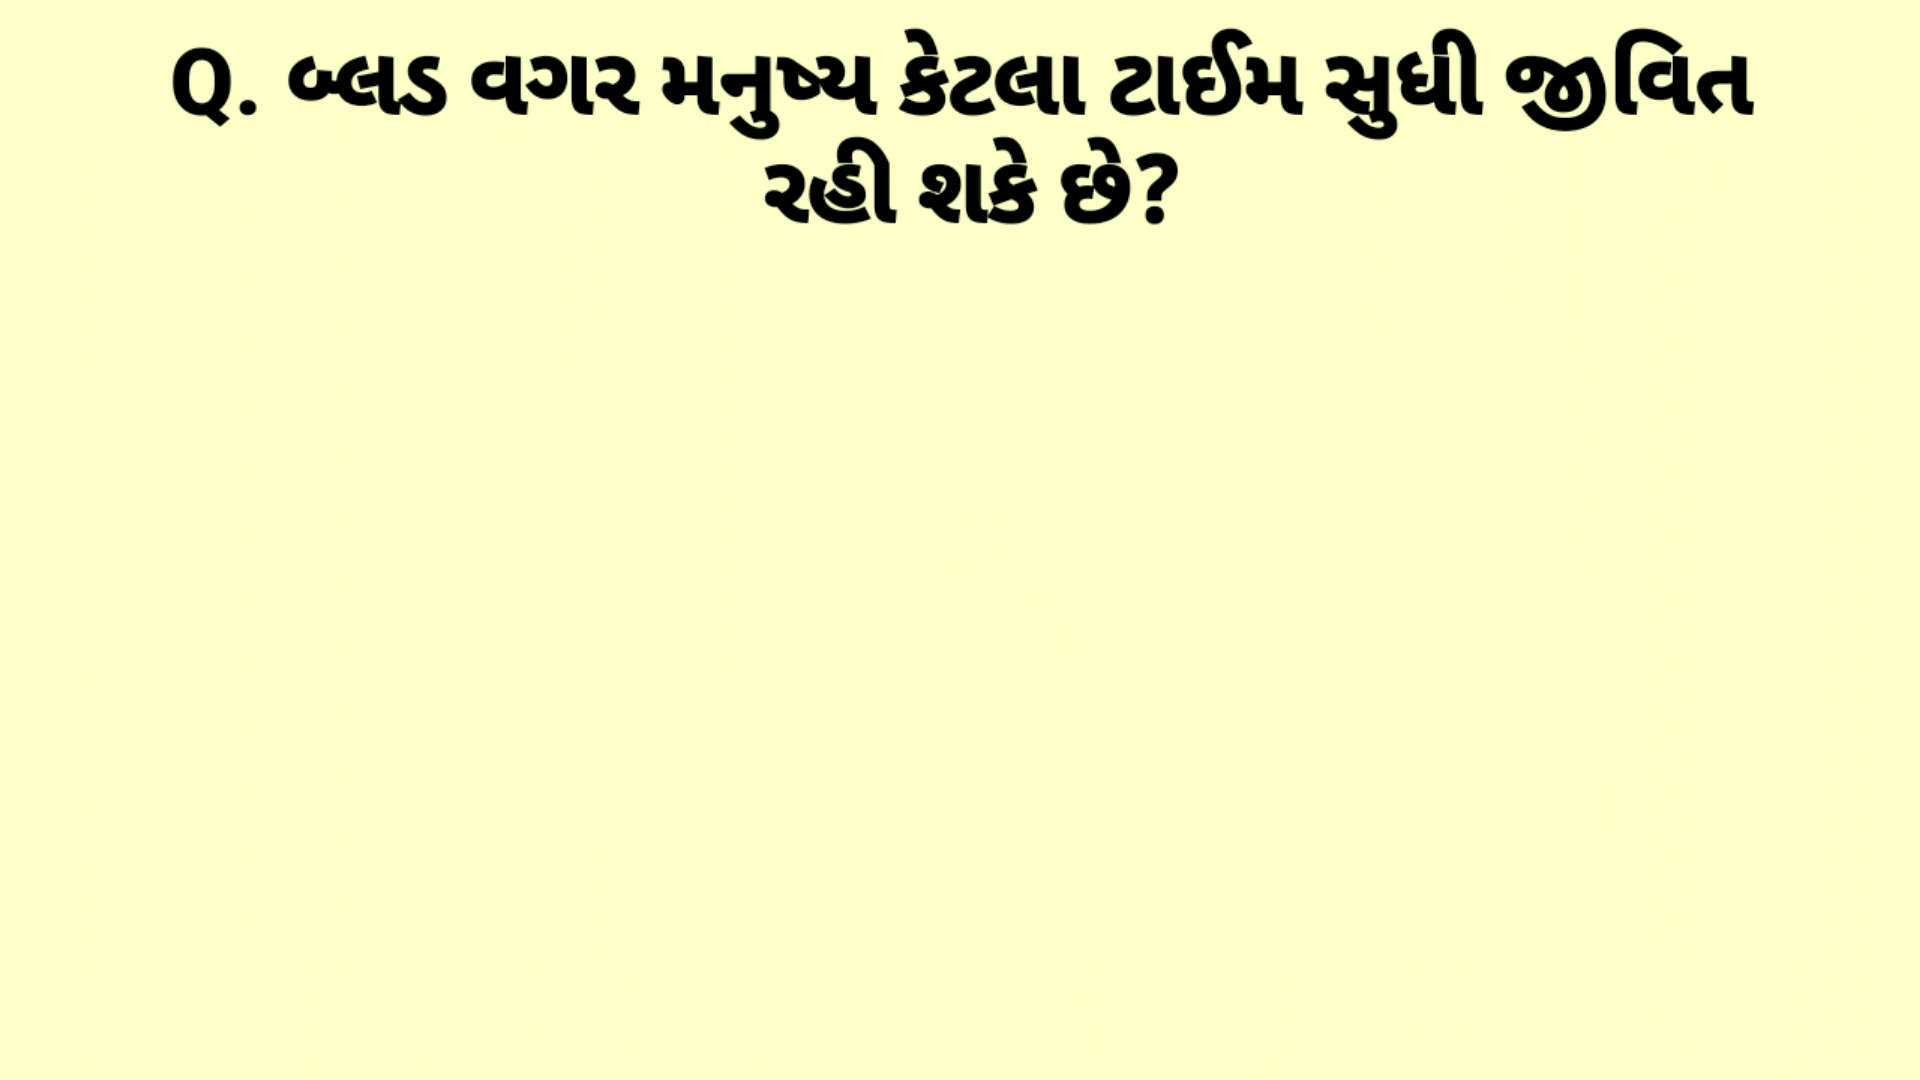 Q. બ્લડ વગર મનુષ્ય કેટલા ટાઈમ સુધી જીવિત
રહી શકે છે?